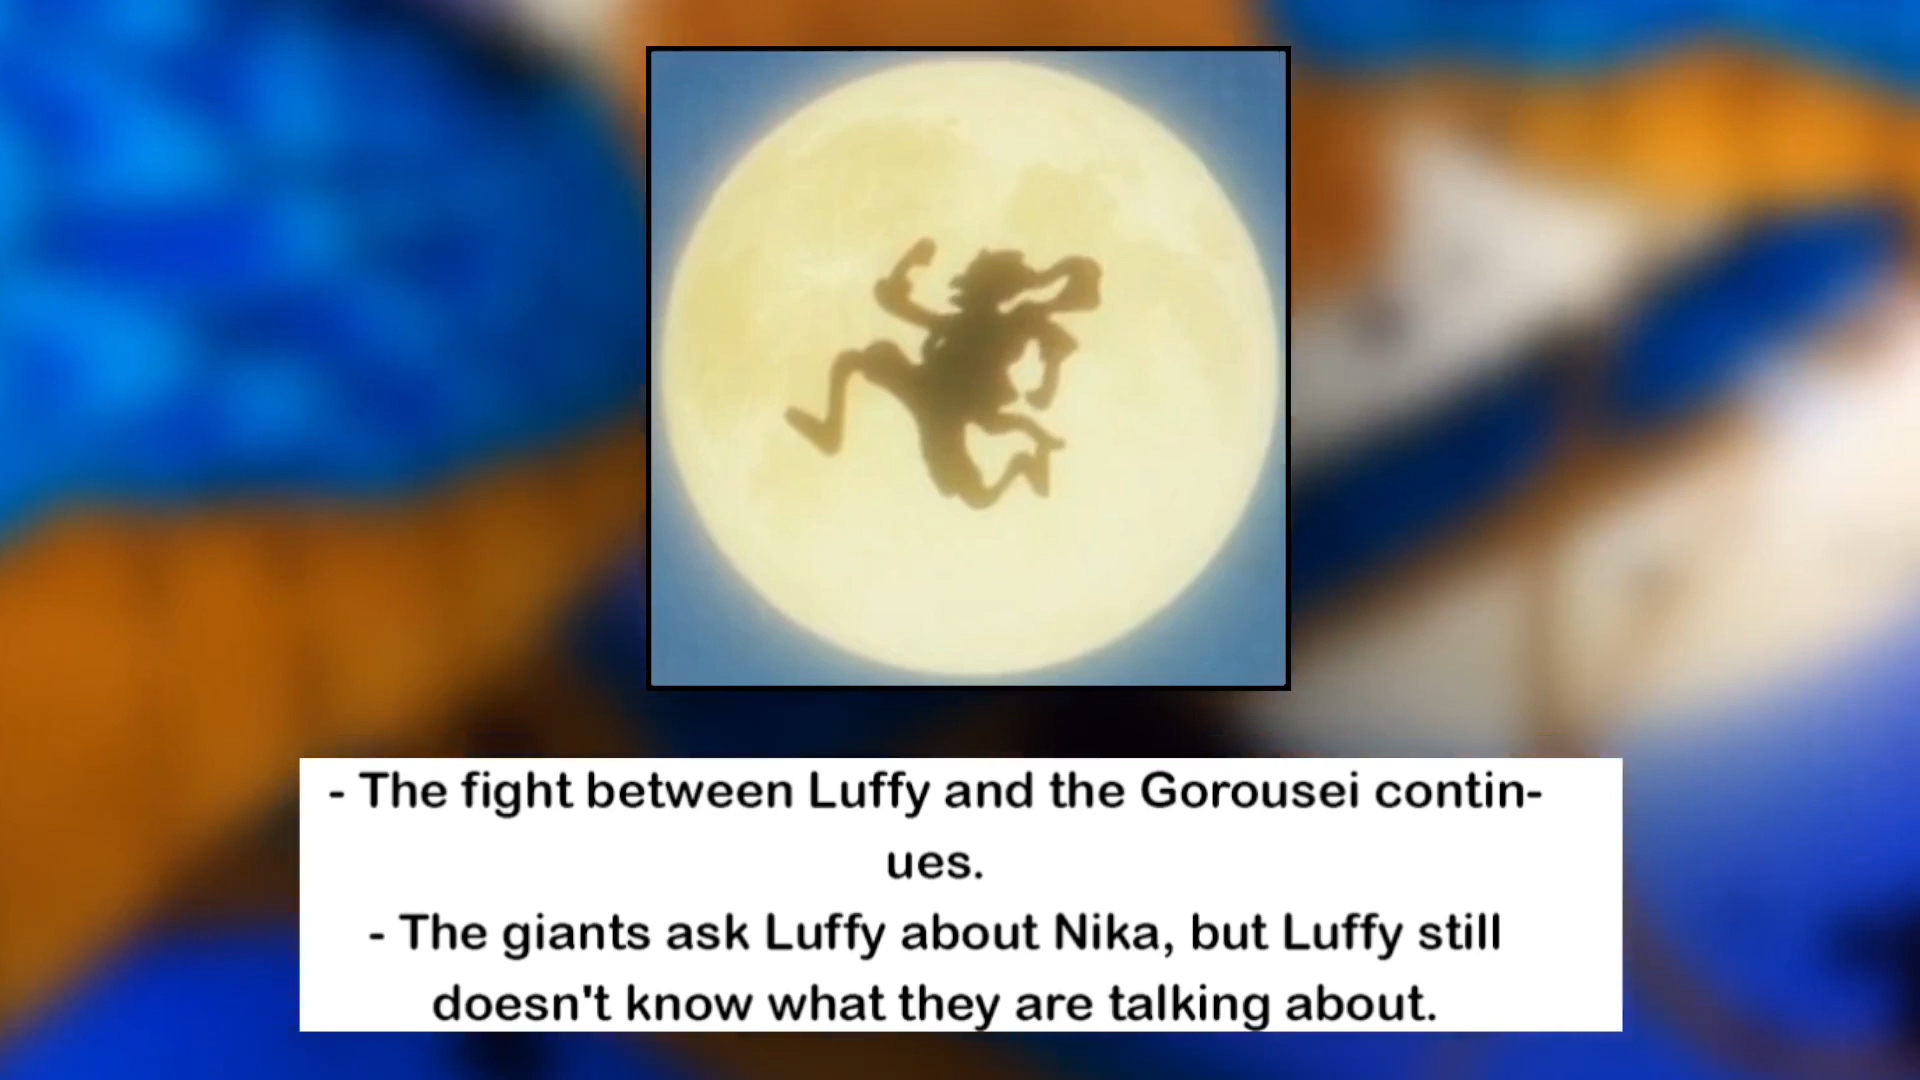 - The fight between Luffy and the Gorousei contin-
ues.
- The giants ask Luffy about Nika, but Luffy still
doesn't know what they are talking about.